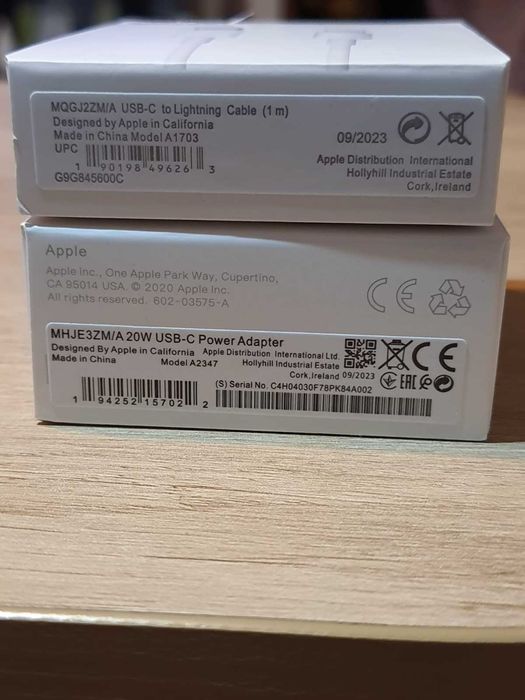 MQGJ2ZM/A USB-C to Lightning Cable (1 m)
Designed by Apple in California
Made in China Model A1703
UPC
1 90198 49626 3
G9G845600C
09/2023
Apple Distribution International
Hollyhill Industrial Estate
Cork,Ireland
Apple
Apple Inc., One Apple Park Way, Cupertino,
CA 95014 USA. © 2020 Apple Inc.
All rights reserved. 602-03575-A
CE
MHJE3ZM/A 20W USB-C Power Adapter
Designed By Apple in California Apple Distribution International Ltd.
Made in China Model A2347 Hollyhill Industrial Estate
Cork,Ireland 09/2023
CE
EAC
(S) Serial No. C4H04030F78PK84A002
1 94252 15702 2